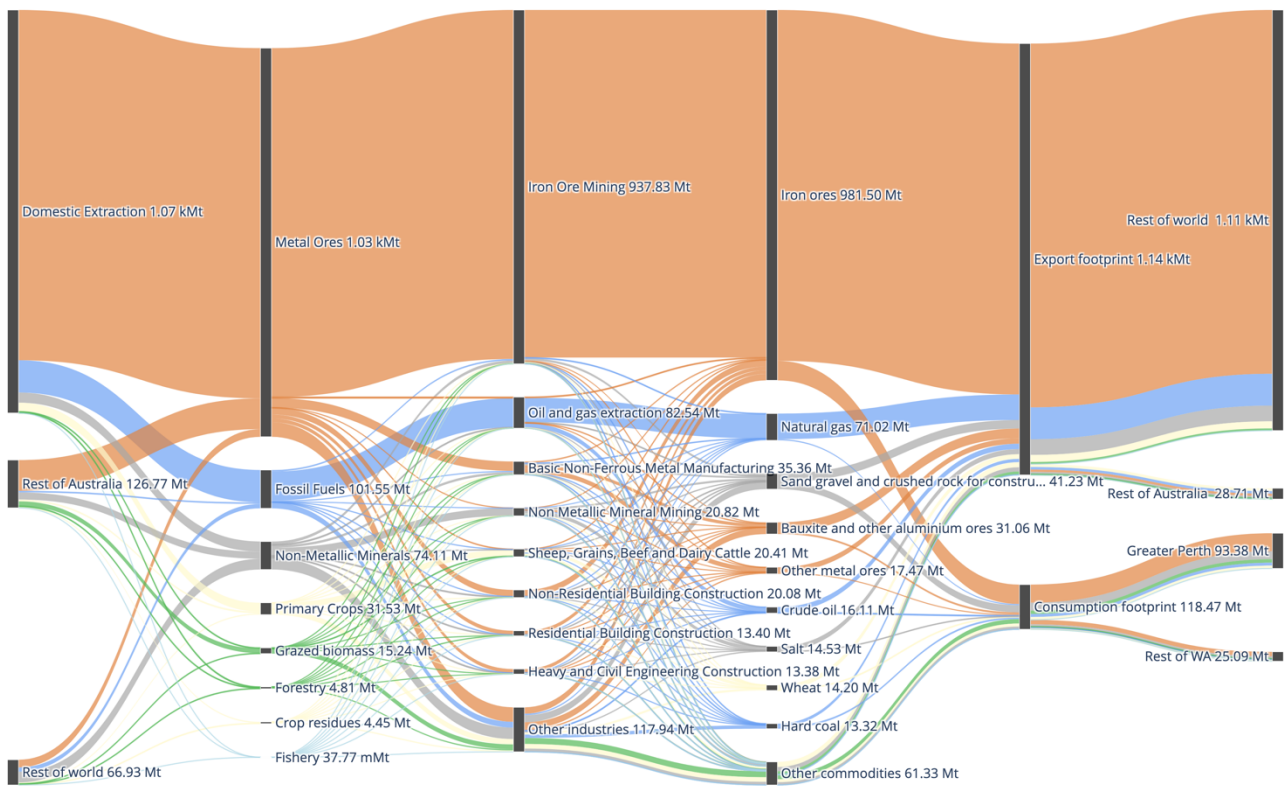 Domestic Extraction 1.07 kMt
Rest of Australia 126.77 Mt
Rest of world 66.93 Mt
Metal Ores 1.03 kMt
Fossil Fuels 101.55 Mt
Non-Metallic Minerals 74.11 Mt
Primary Crops 31.53 Mt
Grazed biomass 15.24 Mt
Forestry 4.81 Mt
Crop residues 4.45 Mt
Fishery 37.77 mMt
Iron Ore Mining 937.83 Mt
Oil and gas extraction 82.54 Mt
Basic Non-Ferrous Metal Manufacturing 35.36 Mt
Non Metallic Mineral Mining 20.82 Mt
Sheep, Grains, Beef and Dairy Cattle 20.41 Mt
Non-Residential Building Construction 20.08 Mt
Residential Building Construction 13.40 Mt
Heavy and Civil Engineering Construction 13.38 Mt
Other industries 117.94 Mt
Iron ores 981.50 Mt
Natural gas 71.02 Mt
Sand gravel and crushed rock for constru... 41.23 Mt
Bauxite and other aluminium ores 31.06 Mt
Other metal ores 17.47 Mt
Crude oil 16.11 Mt
Salt 14.53 Mt
Wheat 14.20 Mt
Hard coal 13.32 Mt
Other commodities 61.33 Mt
Export footprint 1.14 kMt
Consumption footprint 118.47 Mt
Rest of world 1.11 kMt
Rest of Australia 28.71 Mt
Greater Perth 93.38 Mt
Rest of WA 25.09 Mt